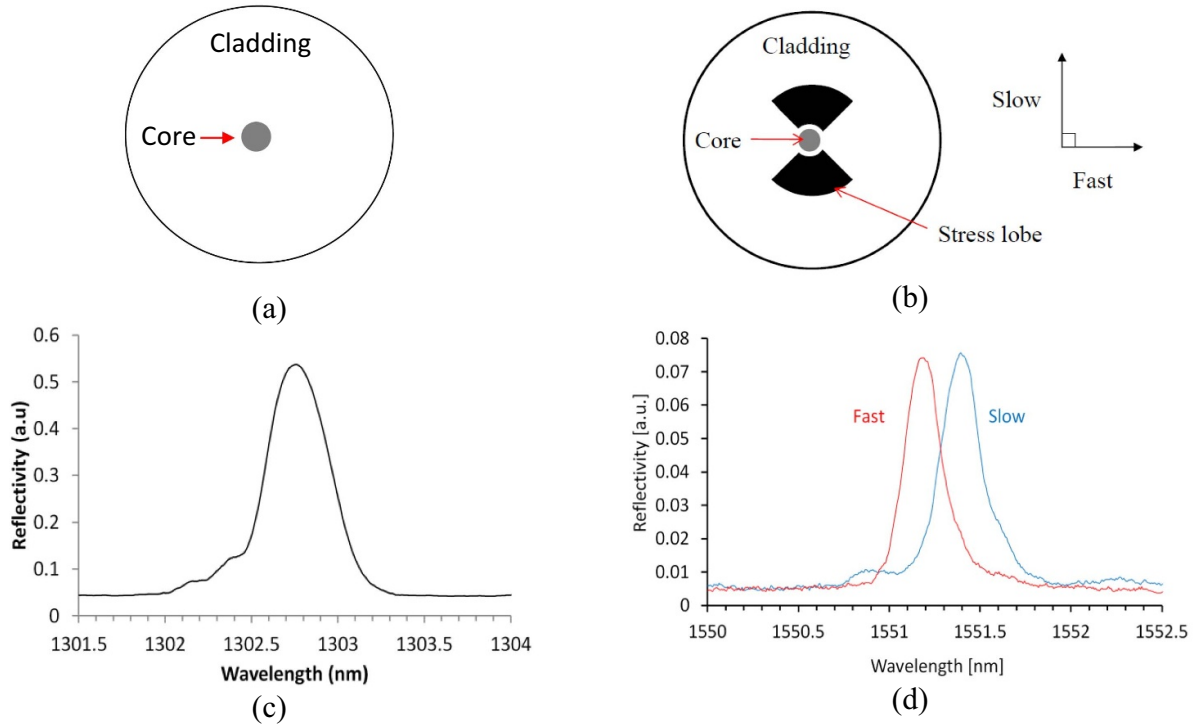 Cladding
Core
(a)
Cladding
Core
Stress lobe
Slow
Fast
(b)
0.6
0.5
0.4
0.3
0.2
0.1
0
Reflectivity (a.u)
1301.5 1302 1302.5 1303 1303.5 1304
Wavelength (nm)
(c)
0.08
0.07
0.06
0.05
0.04
0.03
0.02
0.01
0
Reflectivity [a.u.]
Fast
Slow
1550 1550.5 1551 1551.5 1552 1552.5
Wavelength [nm]
(d)